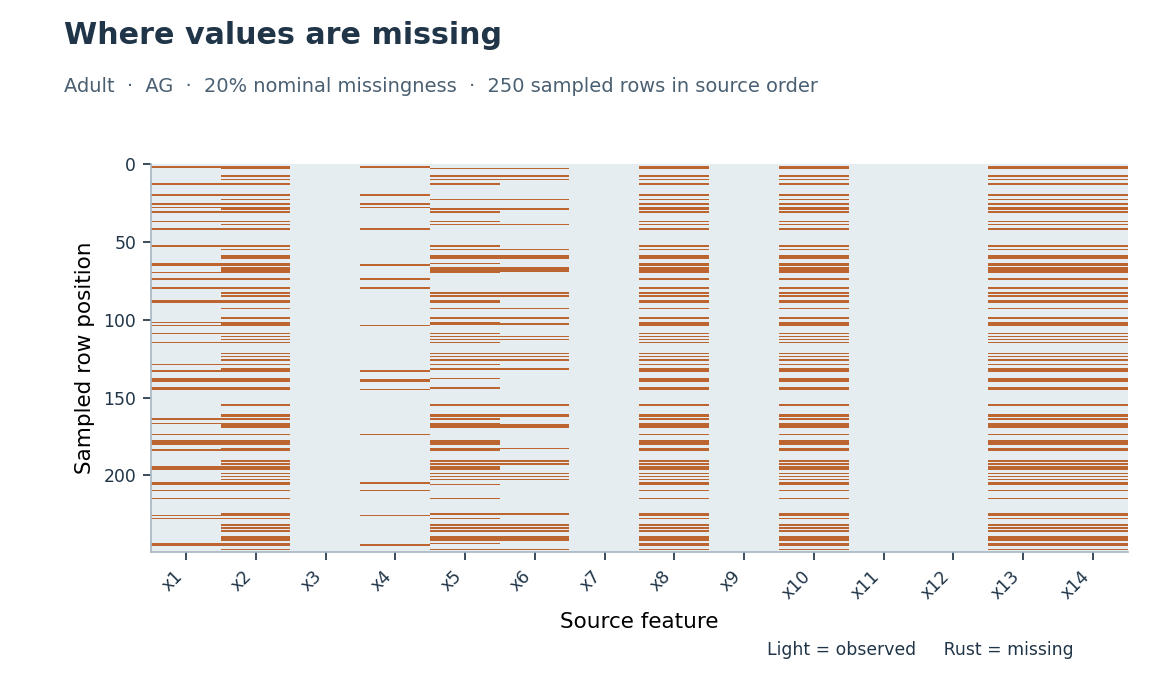 Where values are missing
Adult · AG · 20% nominal missingness · 250 sampled rows in source order
0
50
100
150
200
Sampled row position
x1
x2
x3
x4
x5
x6
x7
x8
x9
x10
x11
x12
x13
x14
Source feature
Light = observed Rust = missing